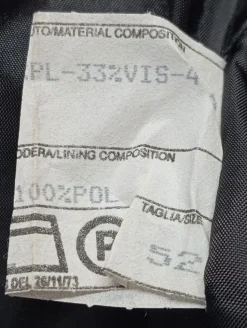 UTO/MATERIAL COMPOSITION
PL-33%VIS-4
ODERA/LINING COMPOSITION
100%POL
TAGLIA/SIZE
52
P
DEL 26/11/73